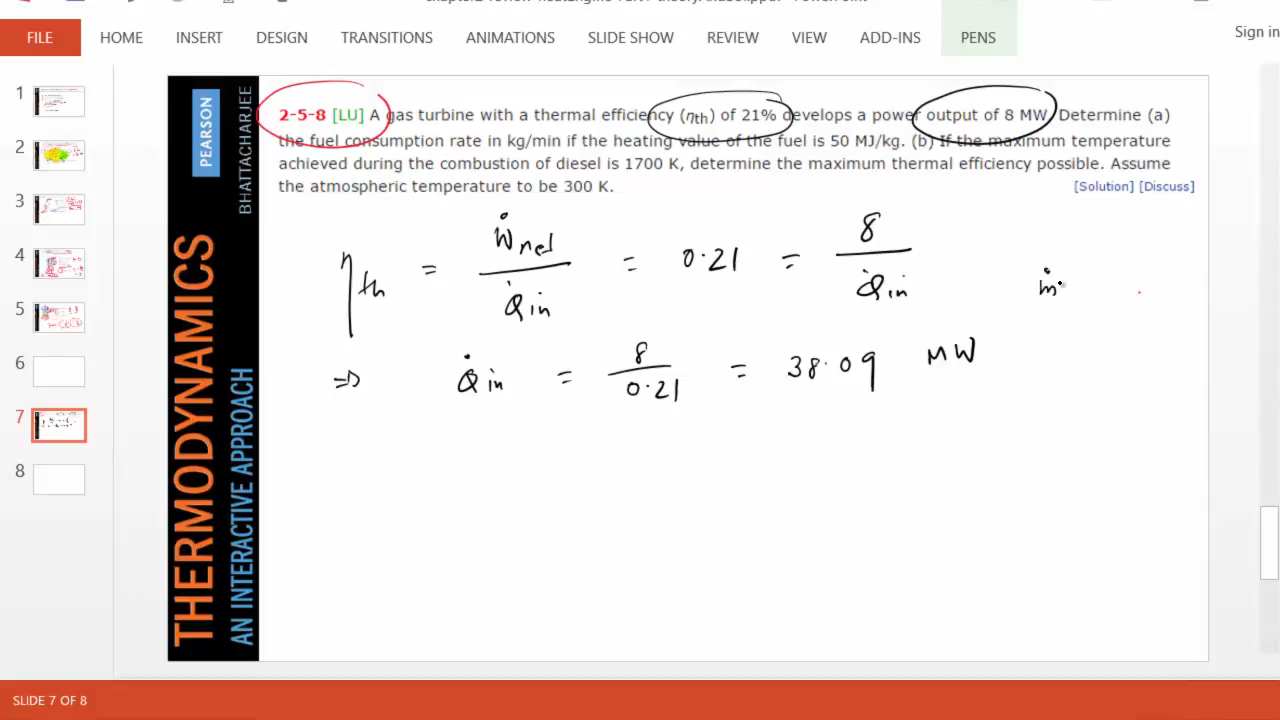 FILE HOME INSERT DESIGN TRANSITIONS ANIMATIONS SLIDE SHOW REVIEW VIEW ADD-INS PENS Sign in
1
2
3
4
5
6
7
8
PEARSON
BHATTACHARJEE
THERMODYNAMICS
AN INTERACTIVE APPROACH
2-5-8 [LU] A gas turbine with a thermal efficiency (ηth) of 21% develops a power output of 8 MW. Determine (a)
the fuel consumption rate in kg/min if the heating value of the fuel is 50 MJ/kg. (b) If the maximum temperature
achieved during the combustion of diesel is 1700 K, determine the maximum thermal efficiency possible. Assume
the atmospheric temperature to be 300 K. [Solution] [Discuss]
ηth = Ẇnet / Q̇in = 0.21 = 8 / Q̇in ṁ
⇒ Q̇in = 8 / 0.21 = 38.09 MW
SLIDE 7 OF 8